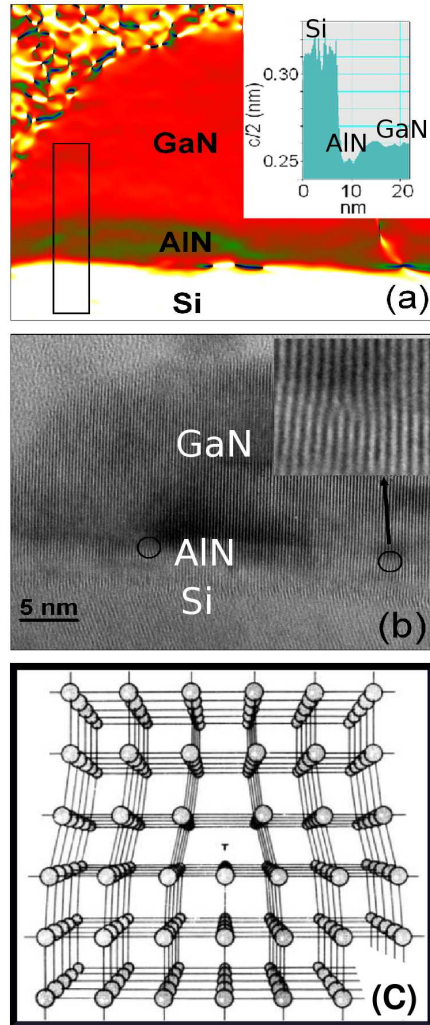 Si
0.30
c/2 (nm)
GaN
AlN
0.25
0 10 20
nm
GaN
AlN
Si
(a)
GaN
AlN
Si
5 nm
(b)
(C)